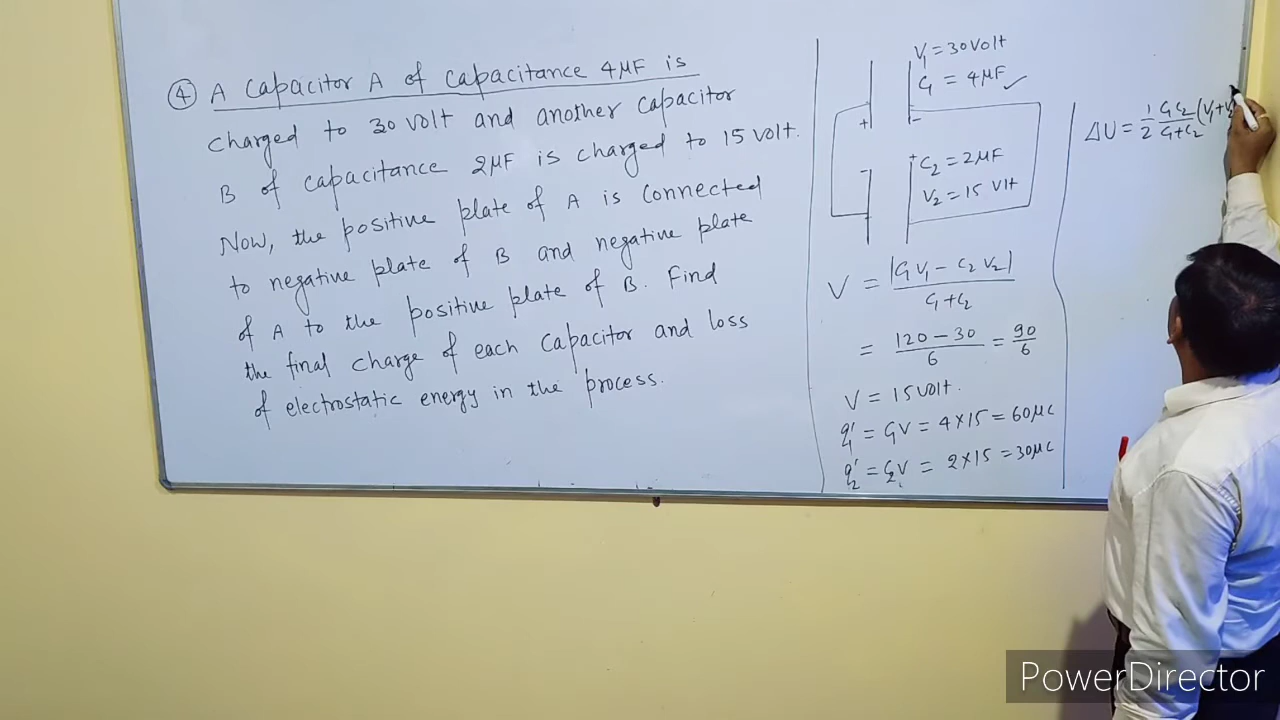 ④ A Capacitor A of Capacitance 4μF is
charged to 30 volt and another capacitor
B of capacitance 2μF is charged to 15 volt.
Now, the positive plate of A is connected
to negative plate of B and negative plate
of A to the positive plate of B. Find
the final charge of each capacitor and loss
of electrostatic energy in the process.
V₁ = 30 Volt
C₁ = 4μF ✓
+ -
- +
C₂ = 2μF
V₂ = 15 Vlt
V = |C₁V₁ - C₂V₂| / C₁+C₂
= 120 - 30 / 6 = 90/6
V = 15 volt.
q₁' = C₁V = 4×15 = 60μC
q₂' = C₂V = 2×15 = 30μC
ΔU = 1/2 C₁C₂/C₁+C₂ (V₁+V₂
PowerDirector